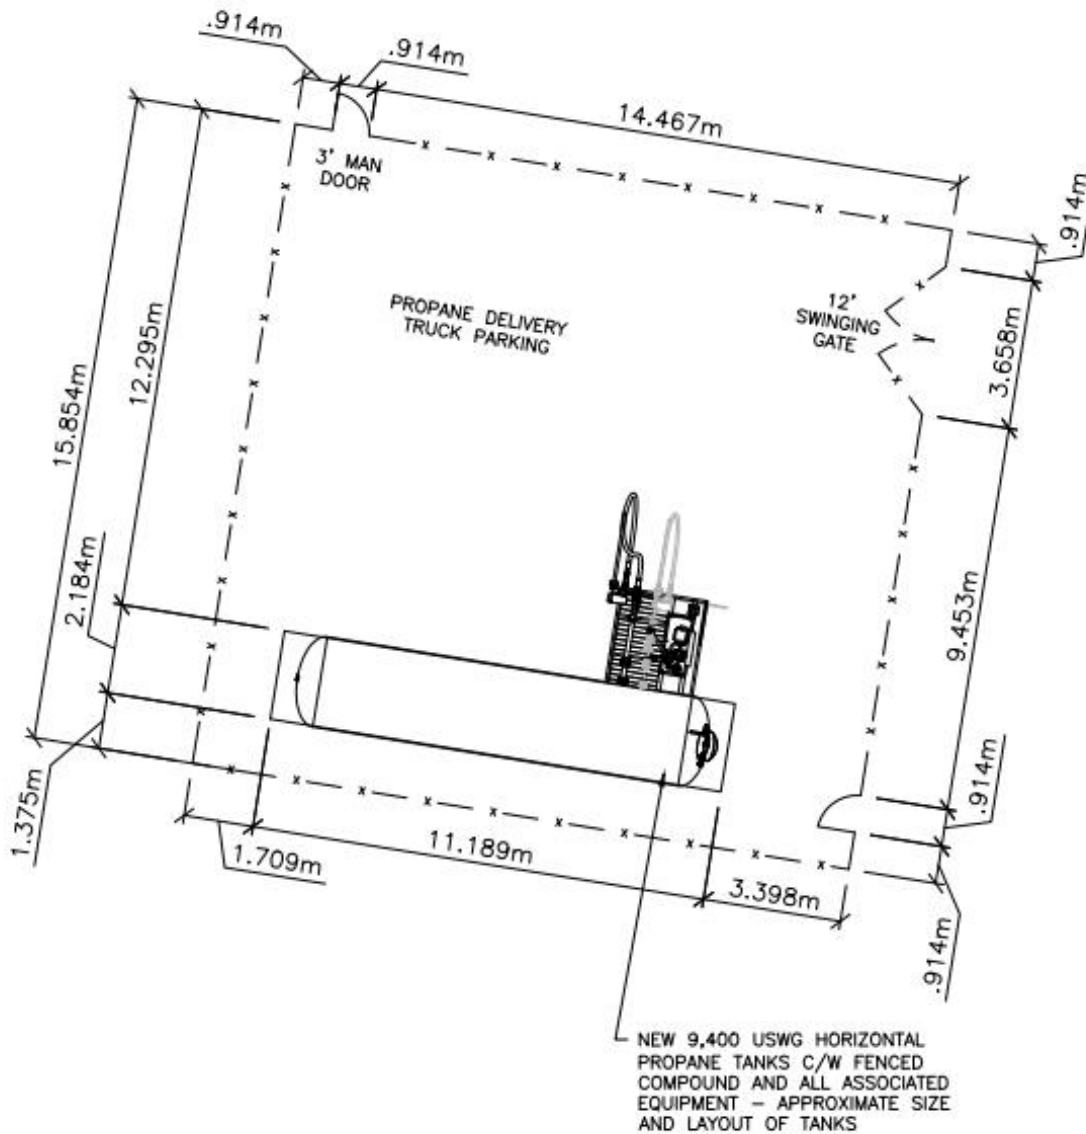 .914m
.914m
14.467m
3' MAN
DOOR
.914m
PROPANE DELIVERY
TRUCK PARKING
12'
SWINGING
GATE
3.658m
12.295m
15.854m
2.184m
9.453m
1.375m
1.709m
11.189m
3.398m
.914m
.914m
NEW 9,400 USWG HORIZONTAL
PROPANE TANKS C/W FENCED
COMPOUND AND ALL ASSOCIATED
EQUIPMENT – APPROXIMATE SIZE
AND LAYOUT OF TANKS